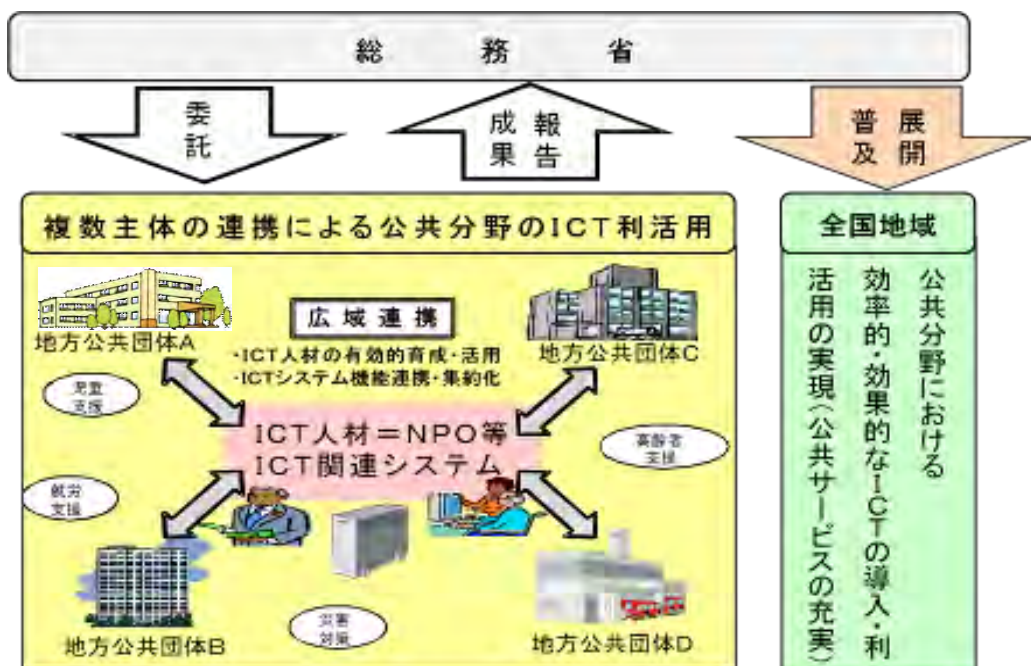 総務省
委託
成果報告
普及展開
複数主体の連携による公共分野のICT利活用
全国地域
地方公共団体A
広域連携
地方公共団体C
・ICT人材の有効的育成・活用
・ICTシステム機能連携・集約化
児童
支援
ICT人材＝NPO等
ICT関連システム
高齢者
支援
就労
支援
地方公共団体B
災害
対策
地方公共団体D
公共分野における
効率的・効果的なICTの導入・利
活用の実現（公共サービスの充実）